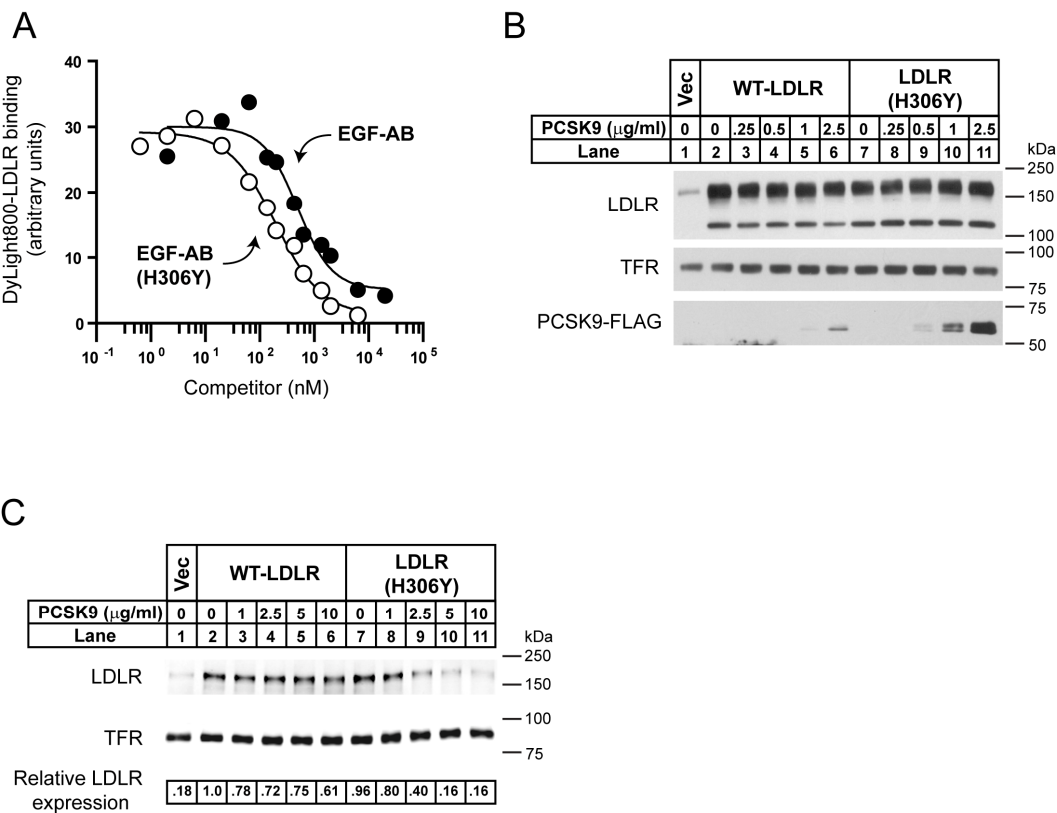 A
DyLight800-LDLR binding
(arbitrary units)
40
30
20
10
0
EGF-AB
EGF-AB
(H306Y)
10 -1 10 0 10 1 10 2 10 3 10 4 10 5
Competitor (nM)
B
Vec WT-LDLR LDLR
(H306Y)
PCSK9 (μg/ml) 0 0 .25 0.5 1 2.5 0 .25 0.5 1 2.5
Lane 1 2 3 4 5 6 7 8 9 10 11
kDa
250
LDLR
150
100
100
TFR
75
75
PCSK9-FLAG
50
C
Vec WT-LDLR LDLR
(H306Y)
PCSK9 (μg/ml) 0 0 1 2.5 5 10 0 1 2.5 5 10
Lane 1 2 3 4 5 6 7 8 9 10 11
kDa
250
LDLR
150
100
TFR
75
Relative LDLR
expression
.18 1.0 .78 .72 .75 .61 .96 .80 .40 .16 .16